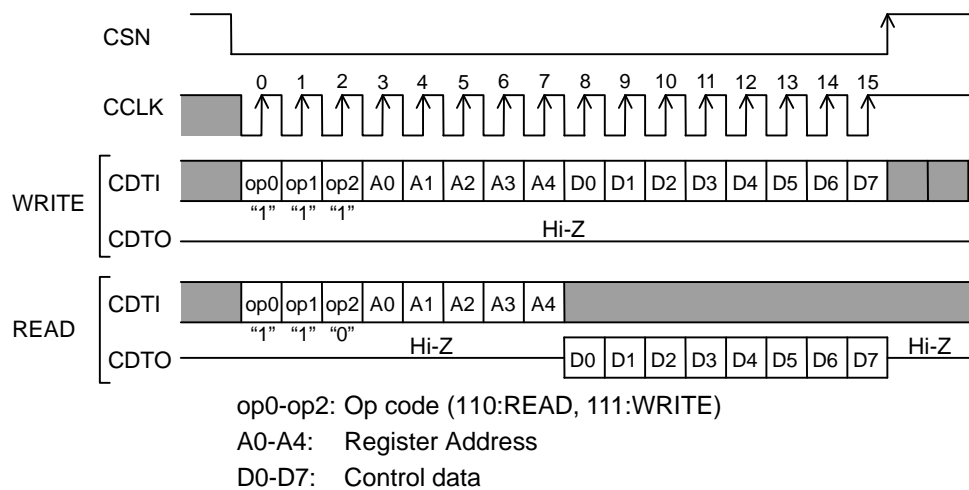 CSN
0 1 2 3 4 5 6 7 8 9 10 11 12 13 14 15
CCLK
WRITE
CDTI op0 op1 op2 A0 A1 A2 A3 A4 D0 D1 D2 D3 D4 D5 D6 D7
“1” “1” “1”
CDTO Hi-Z
READ
CDTI op0 op1 op2 A0 A1 A2 A3 A4
“1” “1” “0”
CDTO Hi-Z D0 D1 D2 D3 D4 D5 D6 D7 Hi-Z
op0-op2: Op code (110:READ, 111:WRITE)
A0-A4: Register Address
D0-D7: Control data